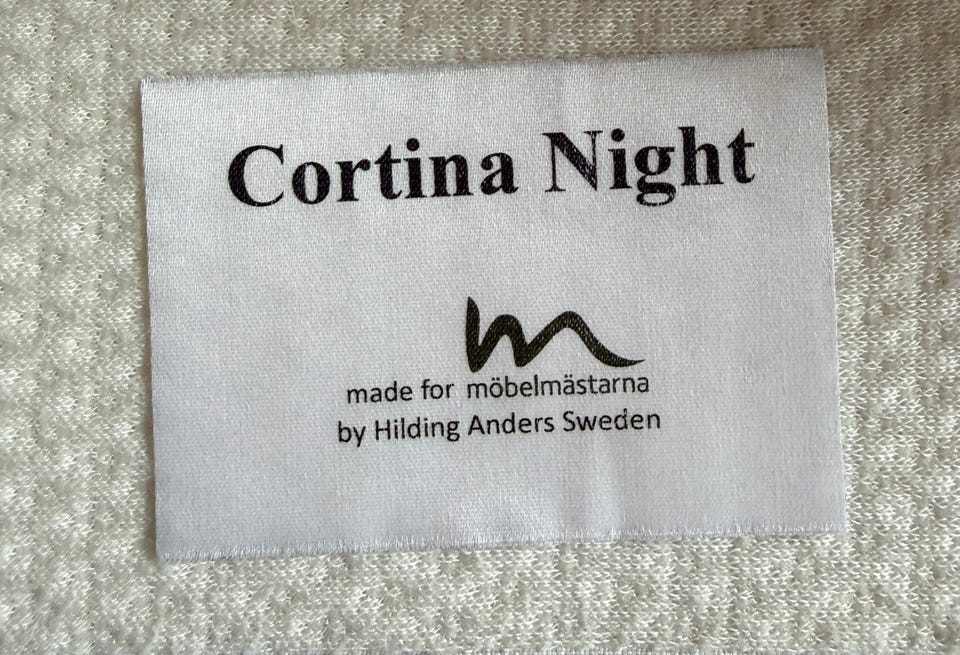 Cortina Night
made for möbelmästarna
by Hilding Anders Sweden